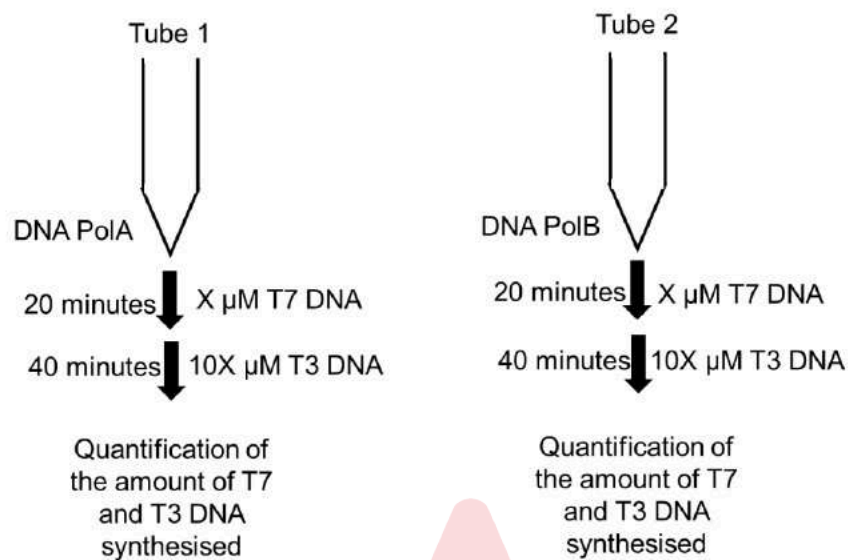 Tube 1
DNA PolA
20 minutes X µM T7 DNA
40 minutes 10X µM T3 DNA
Quantification of
the amount of T7
and T3 DNA
synthesised
Tube 2
DNA PolB
20 minutes X µM T7 DNA
40 minutes 10X µM T3 DNA
Quantification of
the amount of T7
and T3 DNA
synthesised